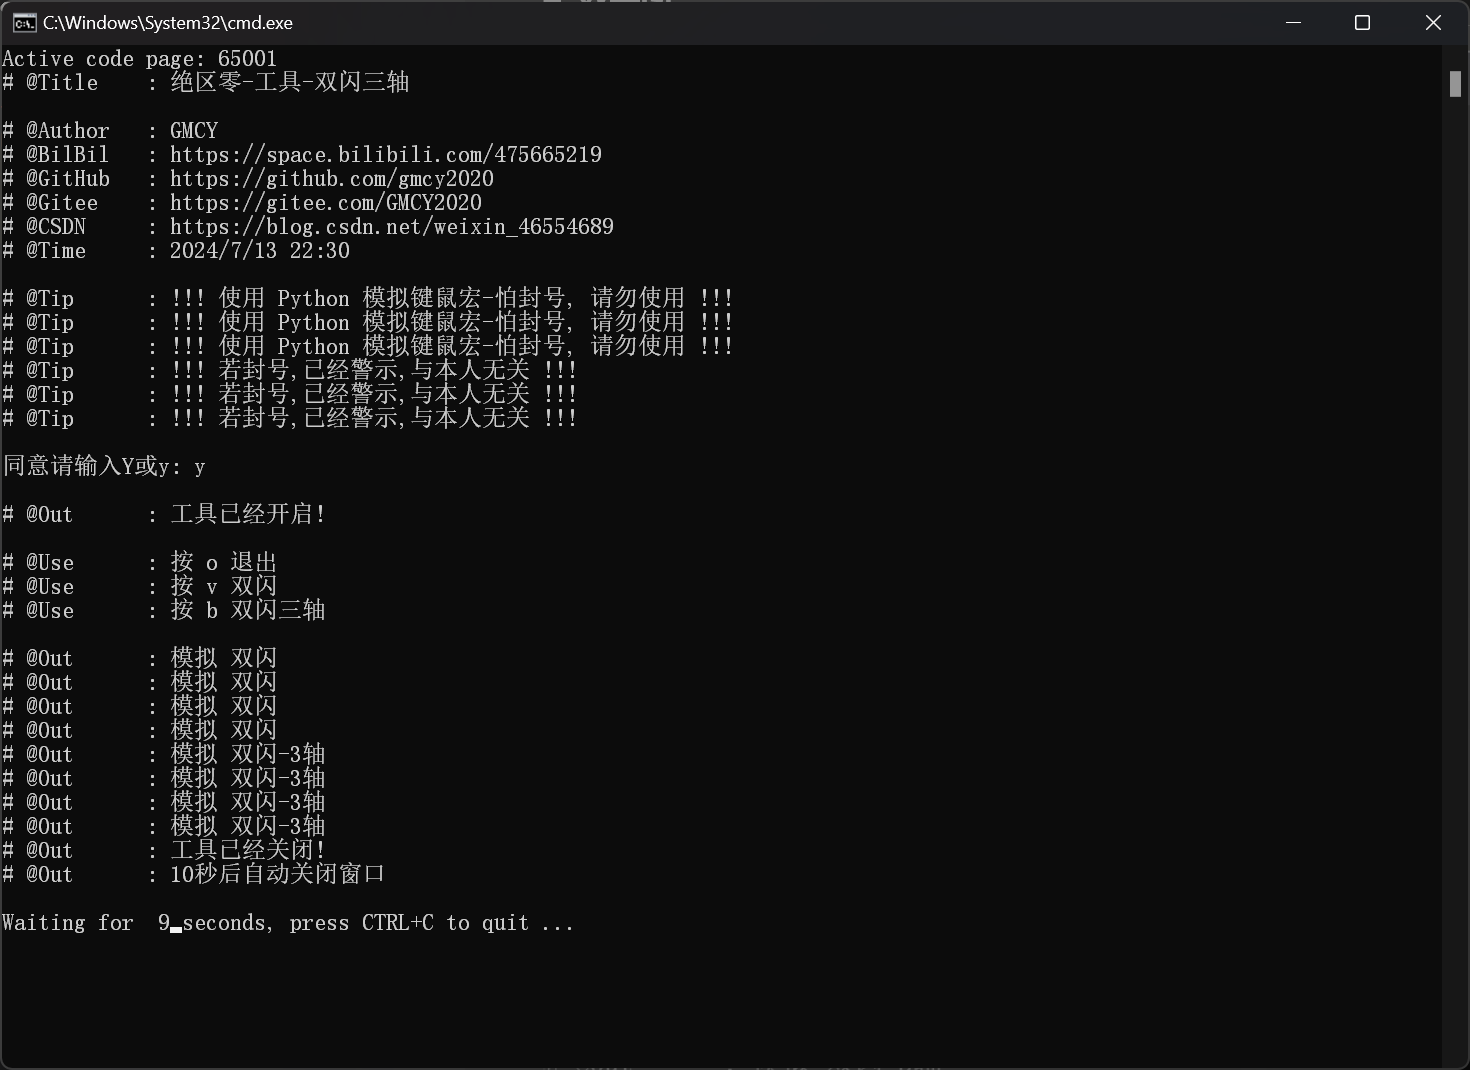 C:\Windows\System32\cmd.exe
Active code page: 65001
# @Title    : 绝区零-工具-双闪三轴
# @Author   : GMCY
# @BilBil   : https://space.bilibili.com/475665219
# @GitHub   : https://github.com/gmcy2020
# @Gitee    : https://gitee.com/GMCY2020
# @CSDN     : https://blog.csdn.net/weixin_46554689
# @Time     : 2024/7/13 22:30
# @Tip      : !!! 使用 Python 模拟键鼠宏-怕封号, 请勿使用 !!!
# @Tip      : !!! 使用 Python 模拟键鼠宏-怕封号, 请勿使用 !!!
# @Tip      : !!! 使用 Python 模拟键鼠宏-怕封号, 请勿使用 !!!
# @Tip      : !!! 若封号,已经警示,与本人无关 !!!
# @Tip      : !!! 若封号,已经警示,与本人无关 !!!
# @Tip      : !!! 若封号,已经警示,与本人无关 !!!
同意请输入Y或y: y
# @Out      : 工具已经开启!
# @Use      : 按 o 退出
# @Use      : 按 v 双闪
# @Use      : 按 b 双闪三轴
# @Out      : 模拟 双闪
# @Out      : 模拟 双闪
# @Out      : 模拟 双闪
# @Out      : 模拟 双闪
# @Out      : 模拟 双闪-3轴
# @Out      : 模拟 双闪-3轴
# @Out      : 模拟 双闪-3轴
# @Out      : 模拟 双闪-3轴
# @Out      : 工具已经关闭!
# @Out      : 10秒后自动关闭窗口
Waiting for  9 seconds, press CTRL+C to quit ...